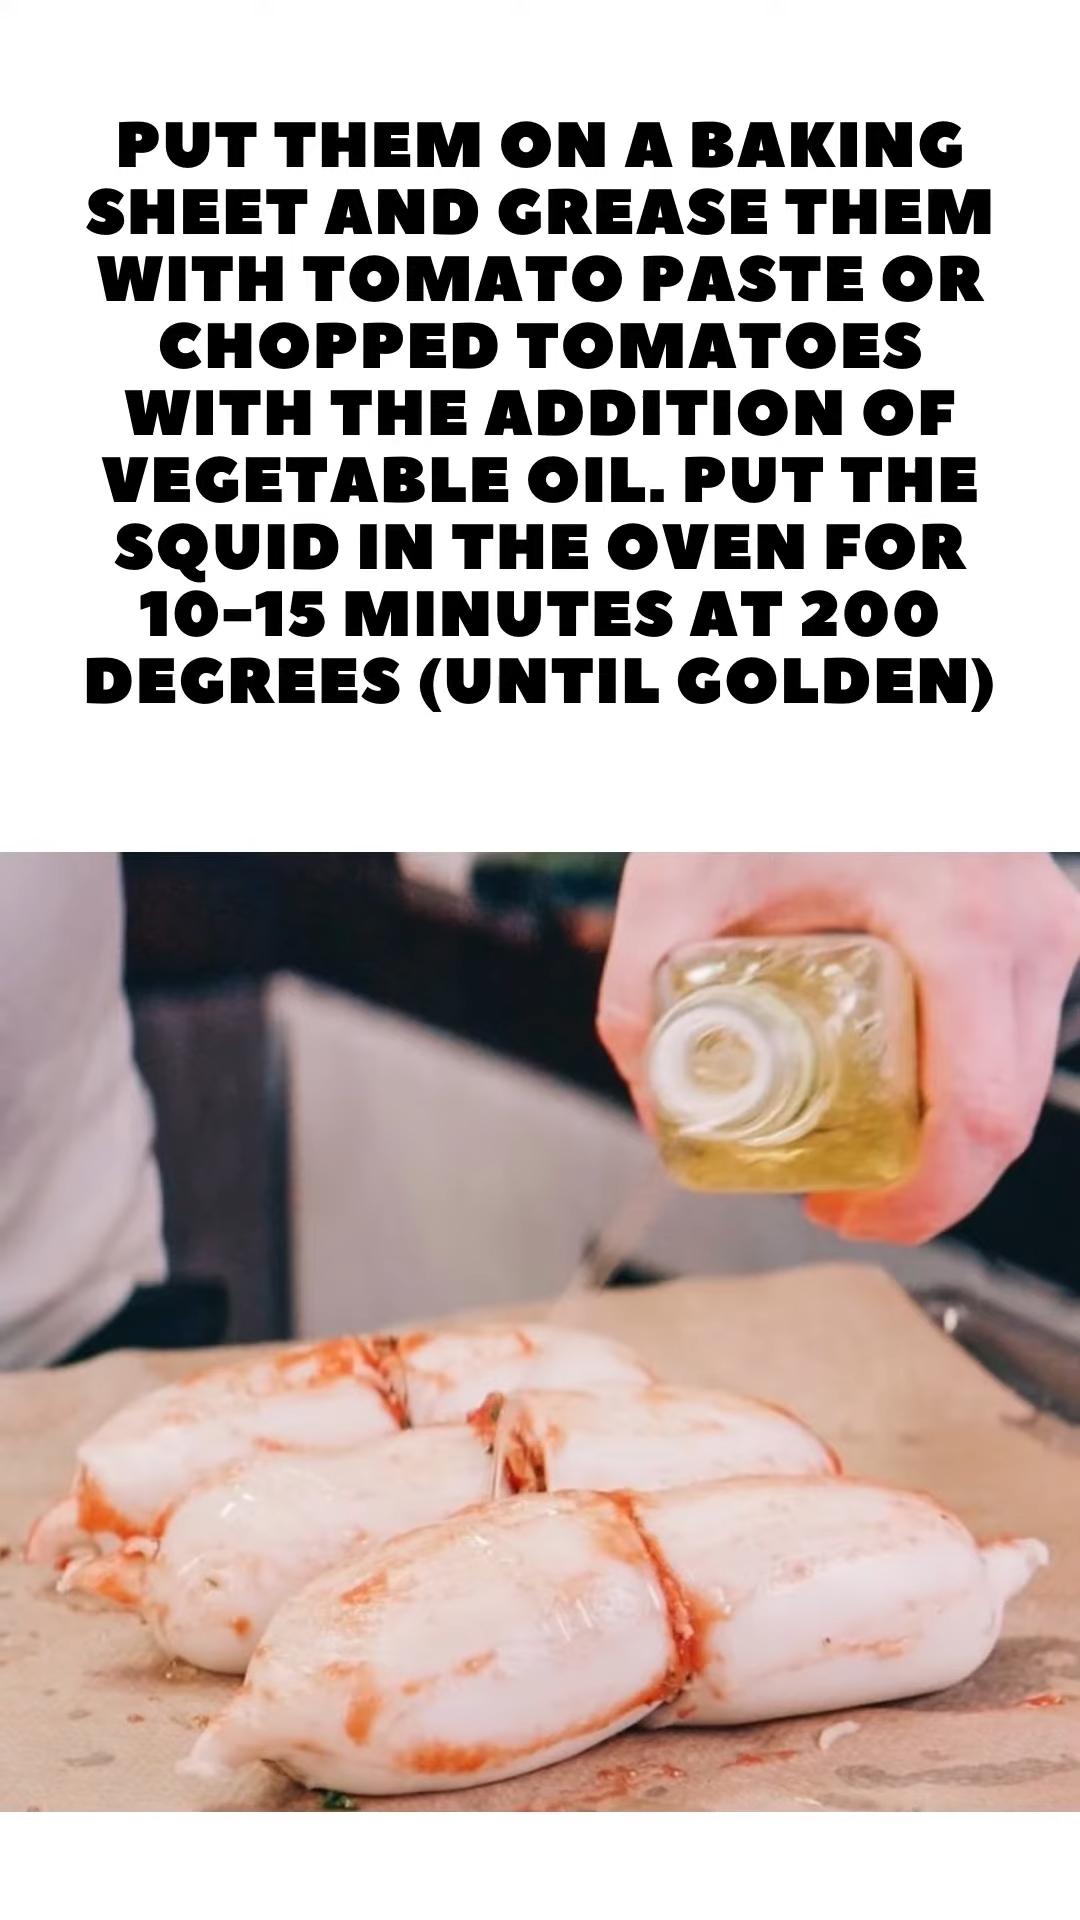 PUT THEM ON A BAKING
SHEET AND GREASE THEM
WITH TOMATO PASTE OR
CHOPPED TOMATOES
WITH THE ADDITION OF
VEGETABLE OIL. PUT THE
SQUID IN THE OVEN FOR
10-15 MINUTES AT 200
DEGREES (UNTIL GOLDEN)